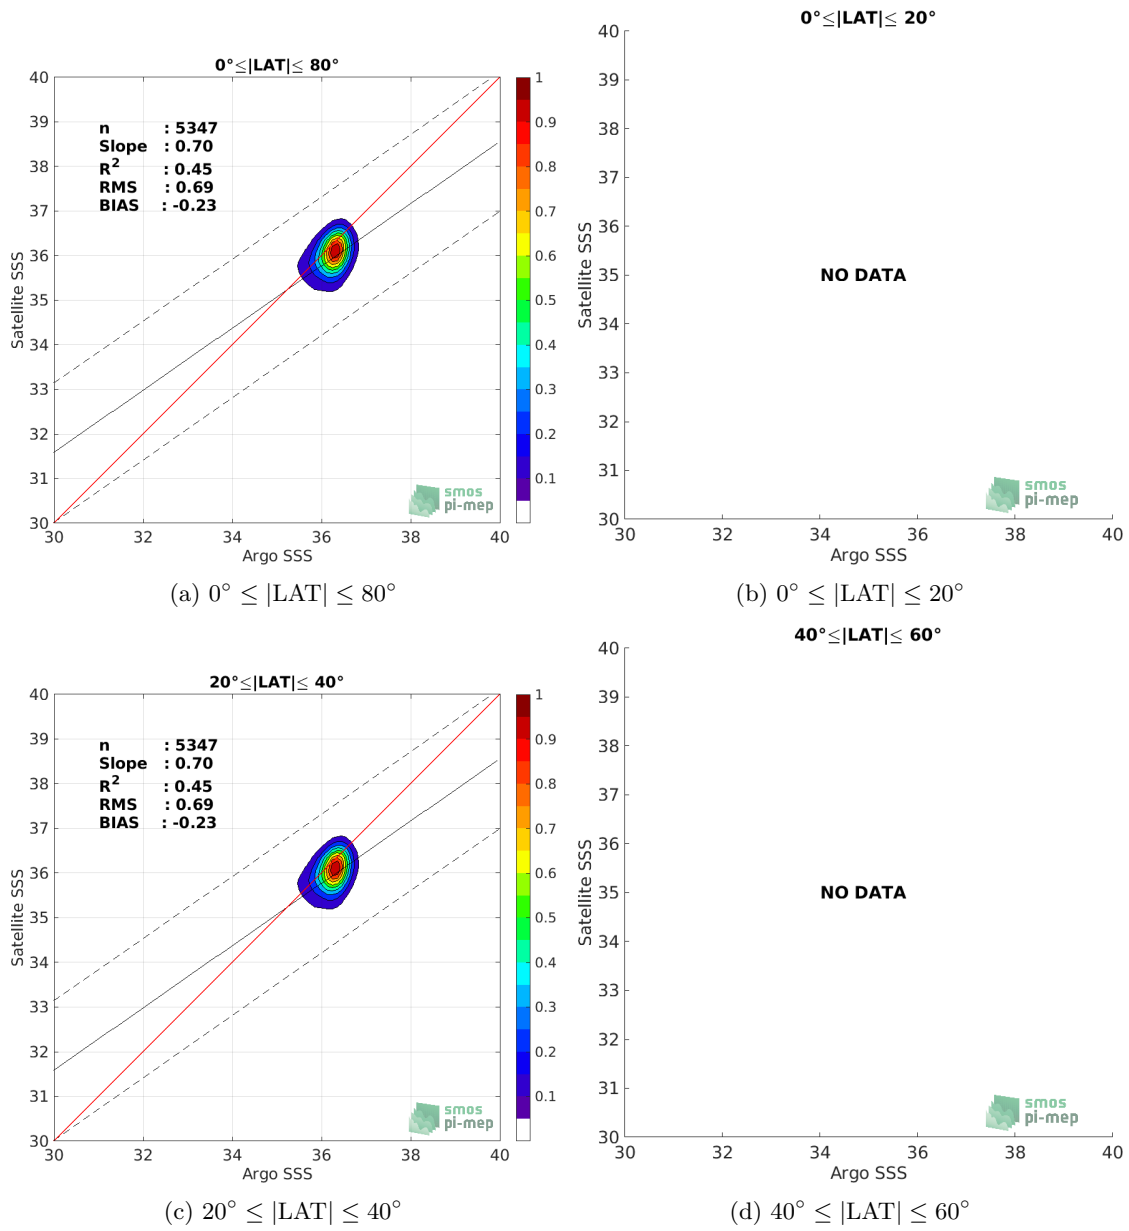 0°≤|LAT|≤ 80°
40
39
38
37
36
35
34
33
32
31
30
30
32
34
36
38
40
Satellite SSS
Argo SSS
n : 5347
Slope : 0.70
R2 : 0.45
RMS : 0.69
BIAS : -0.23
1
0.9
0.8
0.7
0.6
0.5
0.4
0.3
0.2
0.1
smos
pi-mep
(a) 0° ≤ |LAT| ≤ 80°
0°≤|LAT|≤ 20°
40
39
38
37
36
35
34
33
32
31
30
30
32
34
36
38
40
Satellite SSS
Argo SSS
NO DATA
smos
pi-mep
(b) 0° ≤ |LAT| ≤ 20°
20°≤|LAT|≤ 40°
40
39
38
37
36
35
34
33
32
31
30
30
32
34
36
38
40
Satellite SSS
Argo SSS
n : 5347
Slope : 0.70
R2 : 0.45
RMS : 0.69
BIAS : -0.23
1
0.9
0.8
0.7
0.6
0.5
0.4
0.3
0.2
0.1
smos
pi-mep
(c) 20° ≤ |LAT| ≤ 40°
40°≤|LAT|≤ 60°
40
39
38
37
36
35
34
33
32
31
30
30
32
34
36
38
40
Satellite SSS
Argo SSS
NO DATA
smos
pi-mep
(d) 40° ≤ |LAT| ≤ 60°